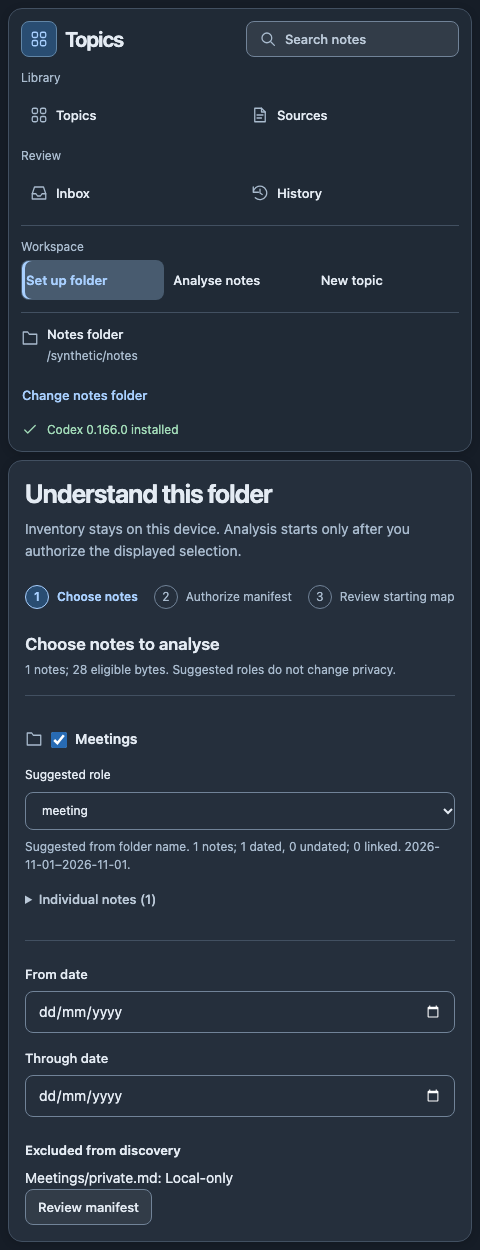 Topics
Search notes
Library
Topics
Sources
Review
Inbox
History
Workspace
Set up folder
Analyse notes
New topic
Notes folder
/synthetic/notes
Change notes folder
Codex 0.166.0 installed
Understand this folder
Inventory stays on this device. Analysis starts only after you
authorize the displayed selection.
1 Choose notes
2 Authorize manifest
3 Review starting map
Choose notes to analyse
1 notes; 28 eligible bytes. Suggested roles do not change privacy.
Meetings
Suggested role
meeting
Suggested from folder name. 1 notes; 1 dated, 0 undated; 0 linked. 2026-
11-01–2026-11-01.
Individual notes (1)
From date
dd/mm/yyyy
Through date
dd/mm/yyyy
Excluded from discovery
Meetings/private.md: Local-only
Review manifest